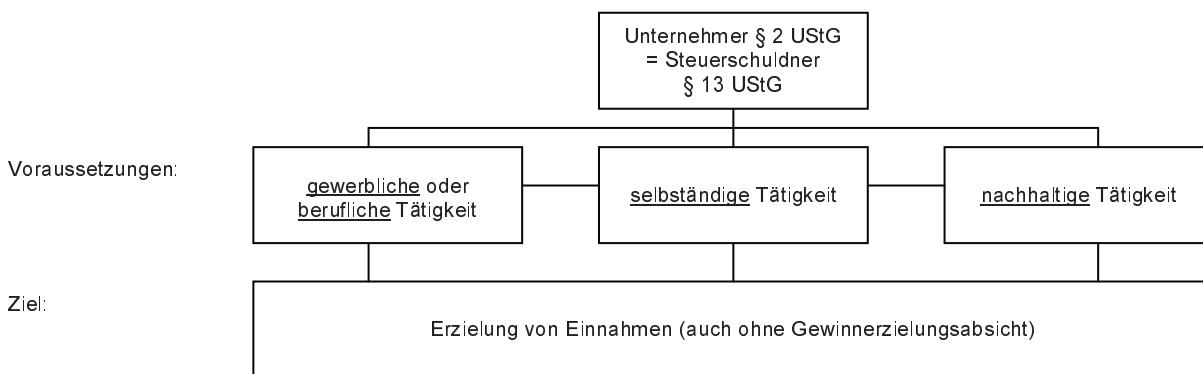 Unternehmer § 2 UStG
= Steuerschuldner
§ 13 UStG
Voraussetzungen:
gewerbliche oder
berufliche Tätigkeit
selbständige Tätigkeit
nachhaltige Tätigkeit
Ziel:
Erzielung von Einnahmen (auch ohne Gewinnerzielungsabsicht)